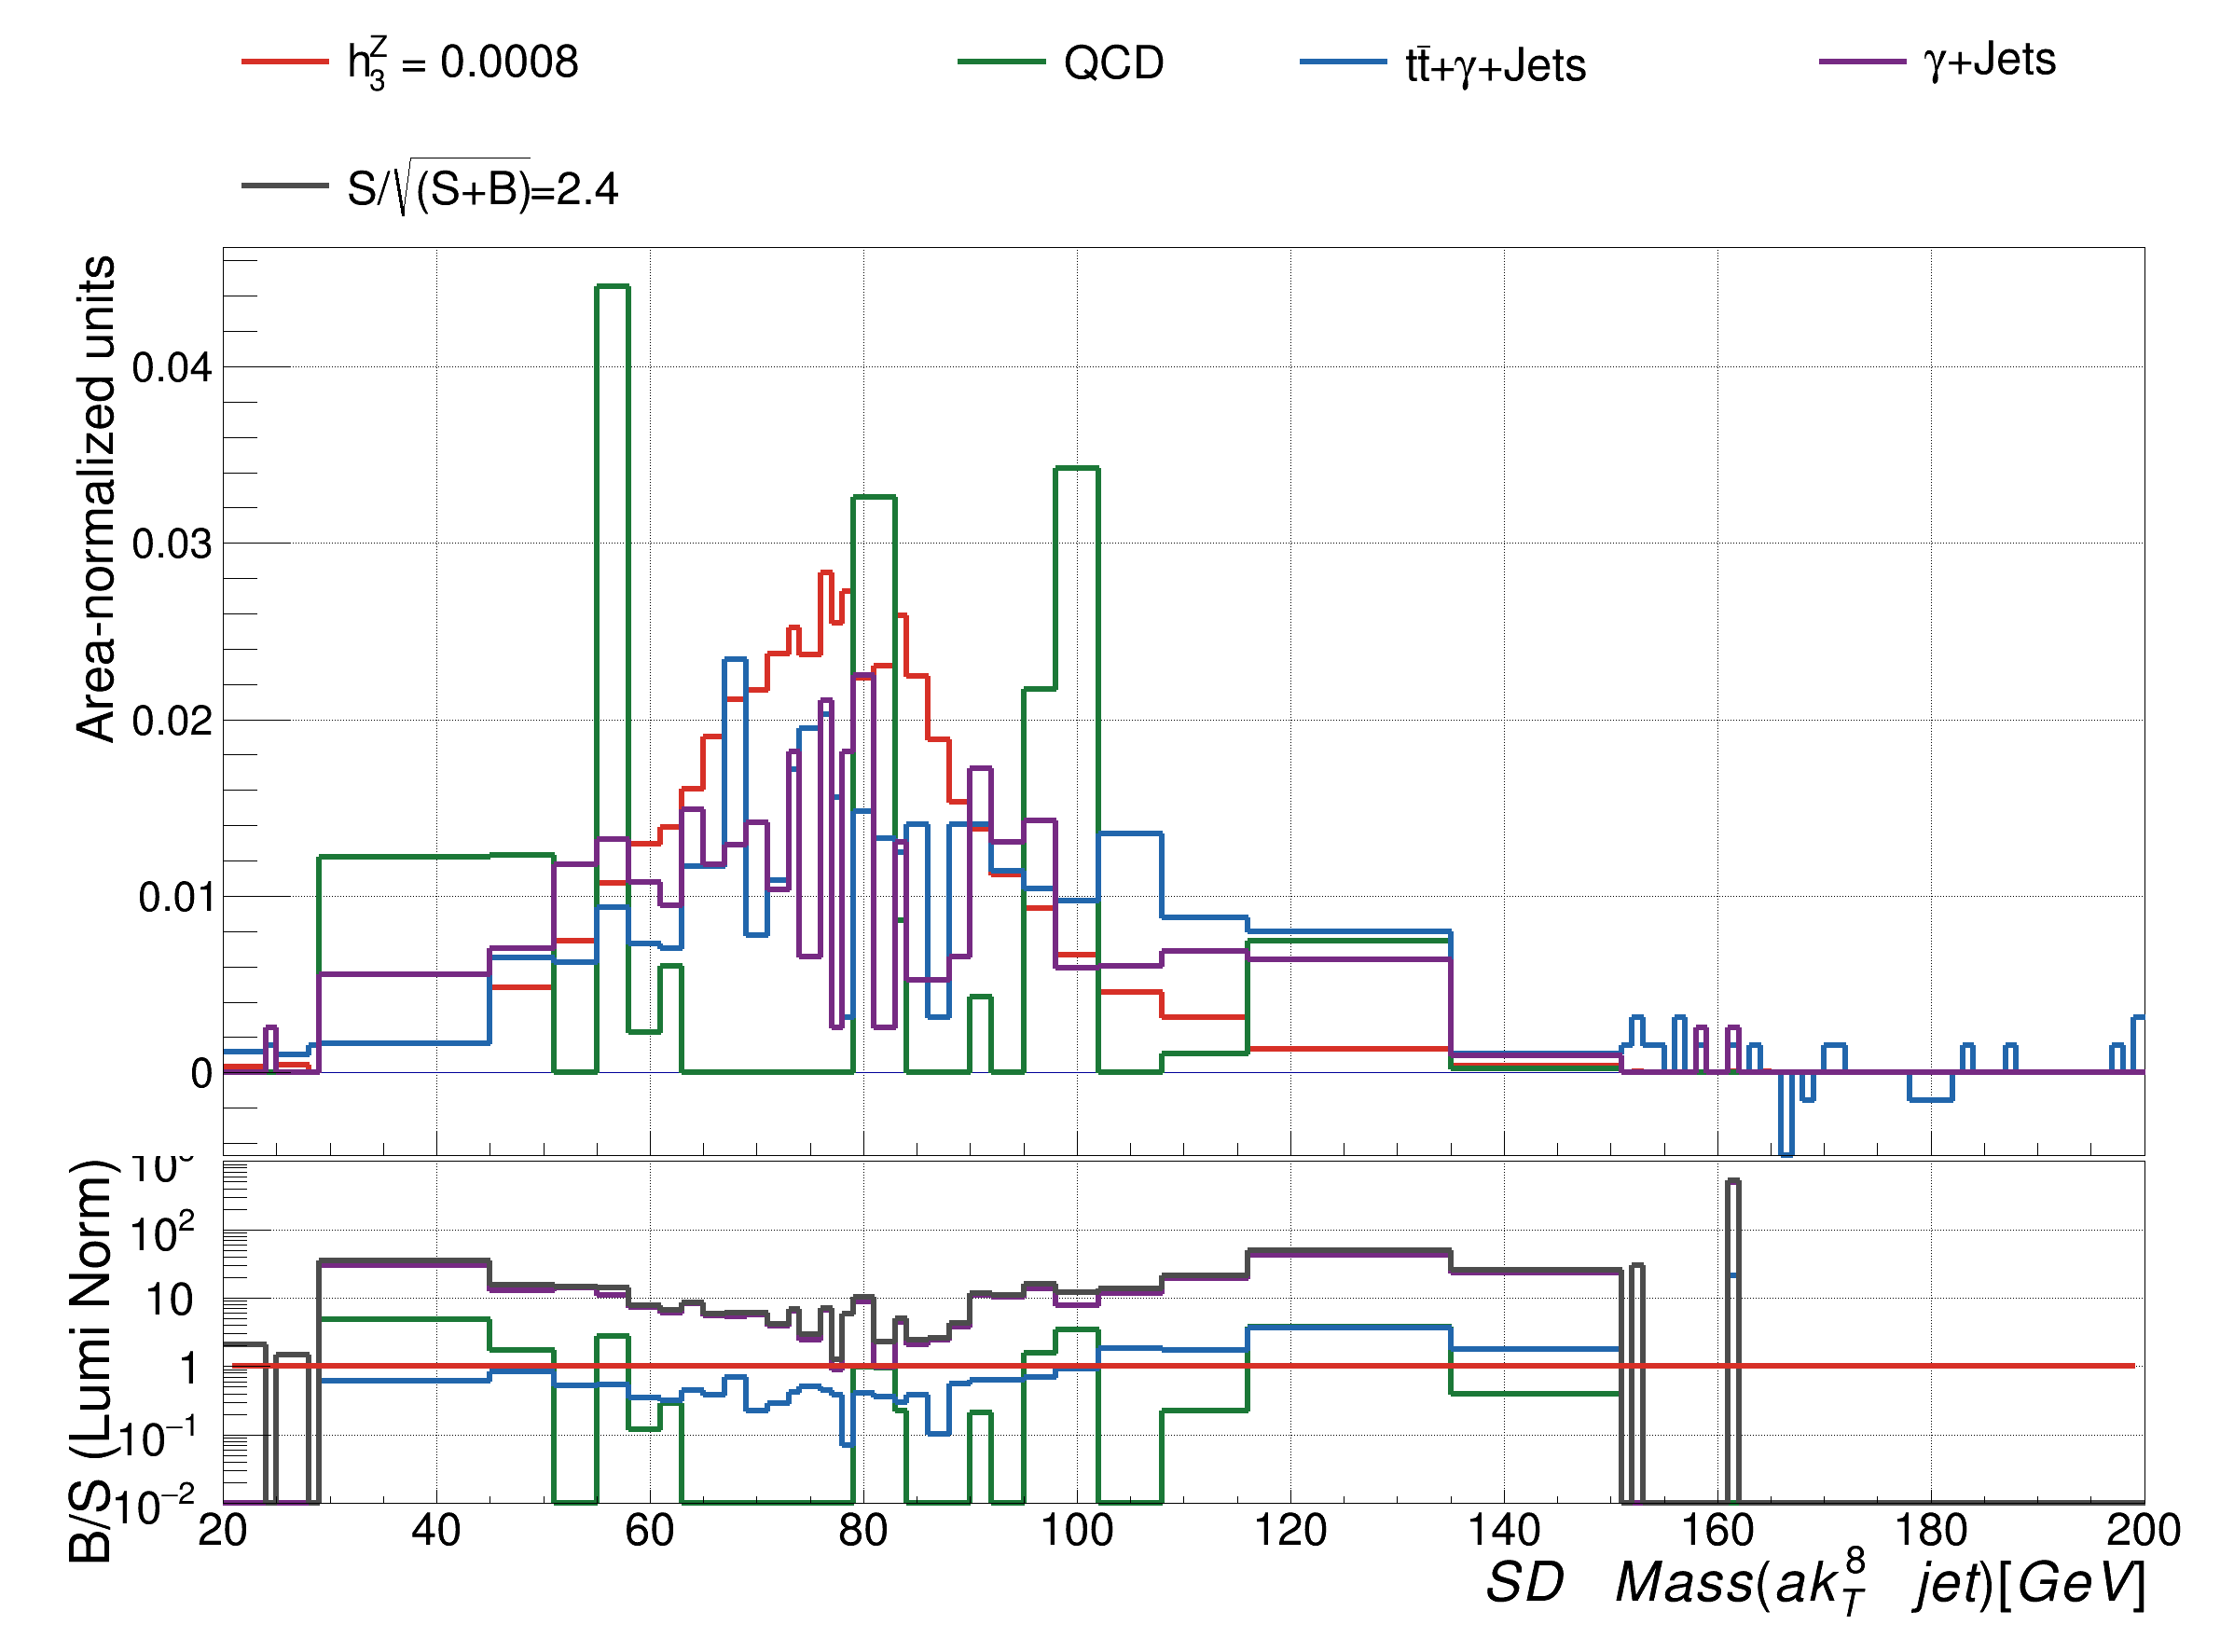 h₃ᶻ = 0.0008
QCD
tt̄+γ+Jets
γ+Jets
S/√(S+B)=2.4
Area-normalized units
0.04
0.03
0.02
0.01
0
B/S (Lumi Norm)
10²
10
1
10⁻¹
10⁻²
20 40 60 80 100 120 140 160 180 200
SD Mass(ak_T^8 jet)[GeV]